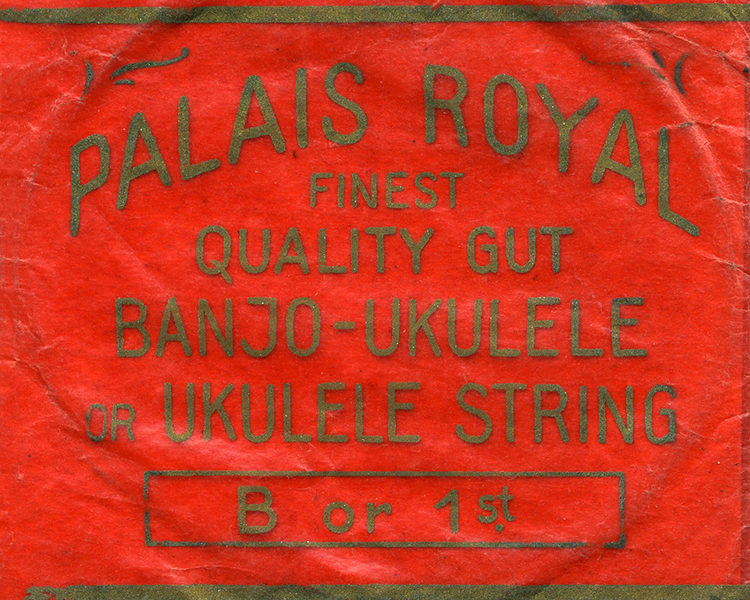 PALAIS ROYAL
FINEST
QUALITY GUT
BANJO-UKULELE
OR UKULELE STRING
B or 1st